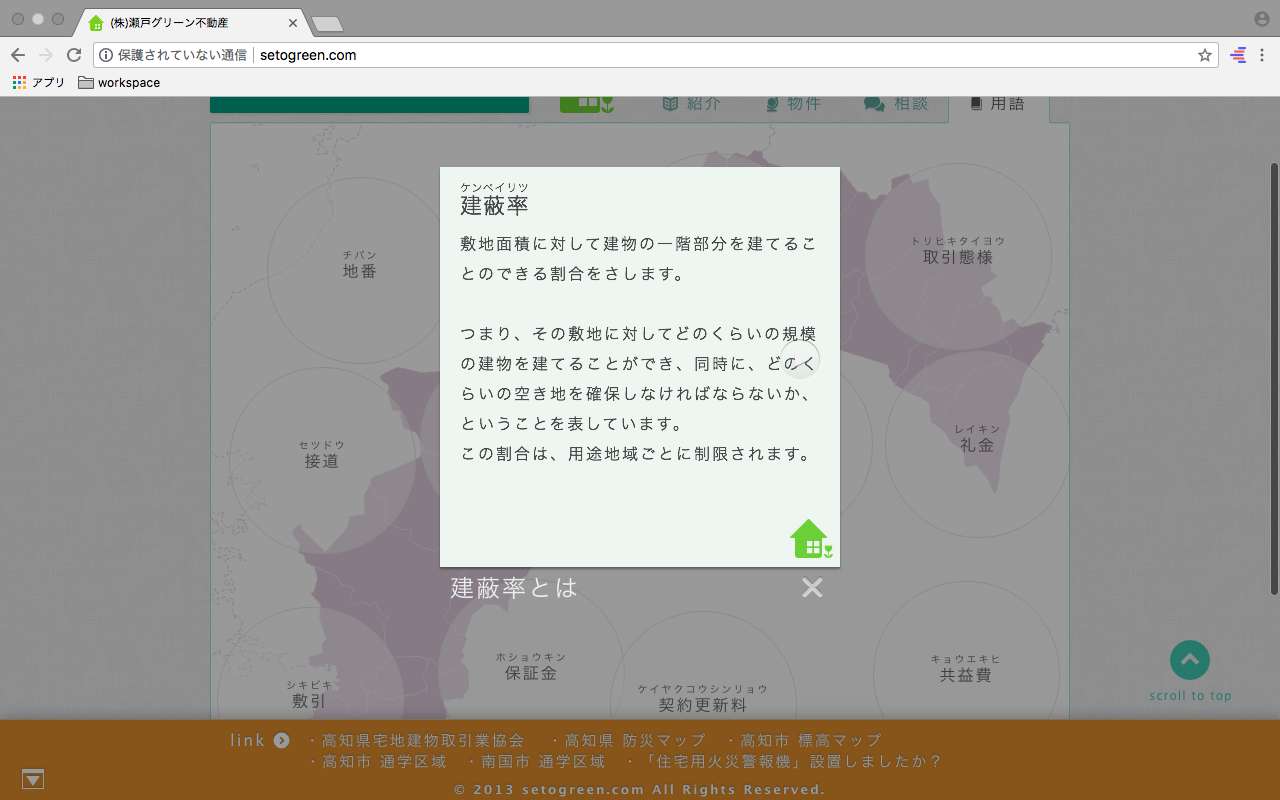 (株)瀬戸グリーン不動産
保護されていない通信 setogreen.com
アプリ workspace
紹介 物件 相談 用語
ケンペイリツ
建蔽率
敷地面積に対して建物の一階部分を建てるこ
とのできる割合をさします。
つまり、その敷地に対してどのくらいの規模
の建物を建てることができ、同時に、どのく
らいの空き地を確保しなければならないか、
ということを表しています。
この割合は、用途地域ごとに制限されます。
建蔽率とは
チバン
地番
トリヒキタイヨウ
取引態様
セツドウ
接道
レイキン
礼金
シキビキ
敷引
ホショウキン
保証金
ケイヤクコウシンリョウ
契約更新料
キョウエキヒ
共益費
scroll to top
link ・高知県宅地建物取引業協会 ・高知県 防災マップ ・高知市 標高マップ
・高知市 通学区域 ・南国市 通学区域 ・「住宅用火災警報機」設置しましたか？
© 2013 setogreen.com All Rights Reserved.